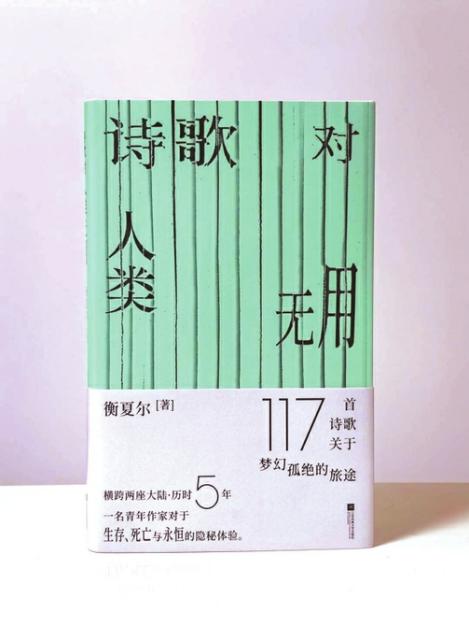 诗歌 对
人类
无用
衡夏尔 [著]
117 首
诗歌
关于
梦幻孤绝的旅途
横跨两座大陆·历时5年
一名青年作家对于
生存、死亡与永恒的隐秘体验。